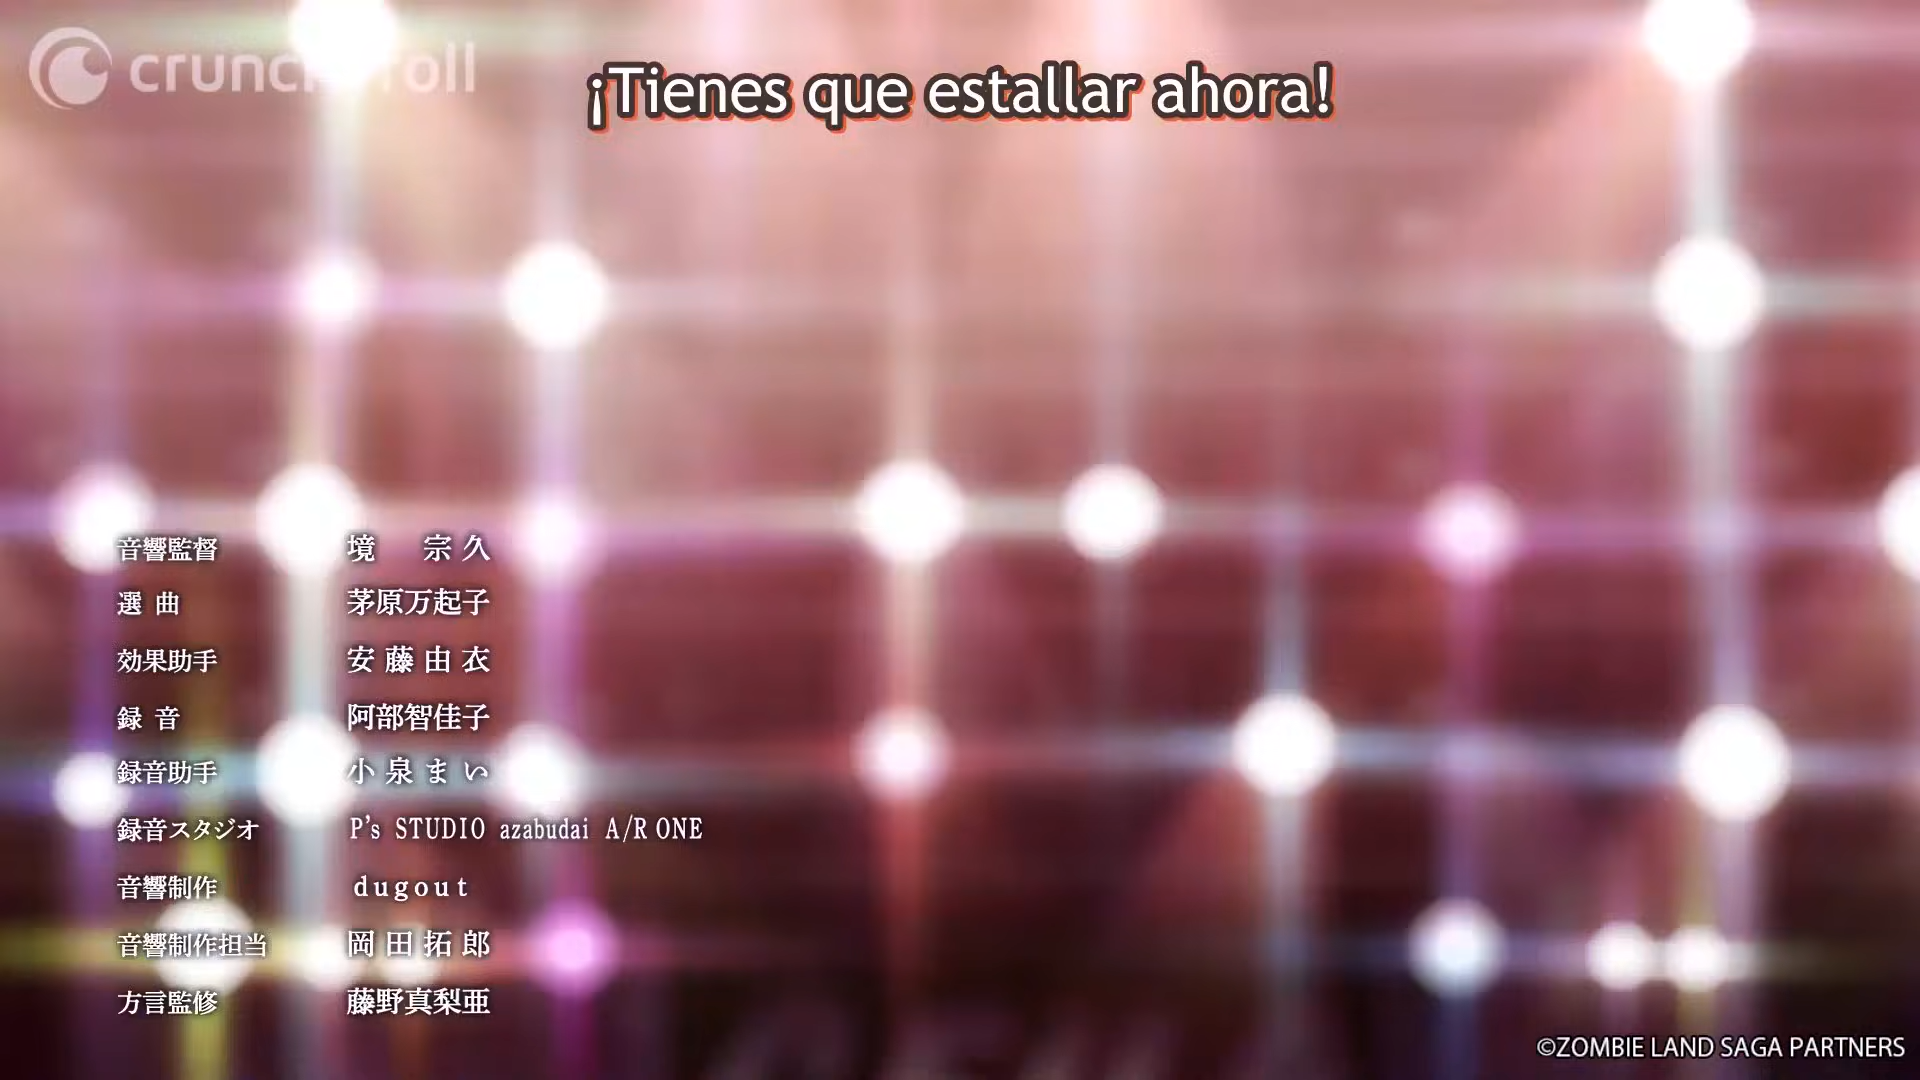 crunchyroll
¡Tienes que estallar ahora!
音響監督 境 宗久
選曲 茅原万起子
効果助手 安藤由衣
録音 阿部智佳子
録音助手 小泉まい
録音スタジオ P's STUDIO azabudai A/R ONE
音響制作 dugout
音響制作担当 岡田拓郎
方言監修 藤野真梨亜
©ZOMBIE LAND SAGA PARTNERS